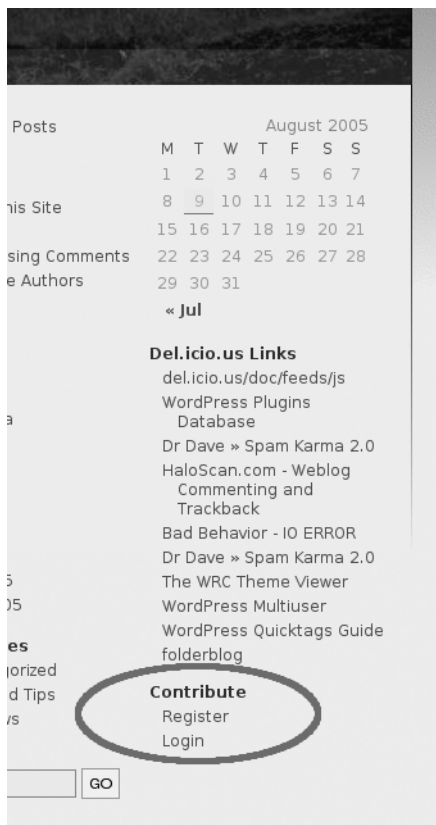 Posts
his Site
sing Comments
e Authors
a
5
05
es
gorized
d Tips
vs
GO
August 2005
M T W T F S S
1 2 3 4 5 6 7
8 9 10 11 12 13 14
15 16 17 18 19 20 21
22 23 24 25 26 27 28
29 30 31
« Jul
Del.icio.us Links
del.icio.us/doc/feeds/js
WordPress Plugins
Database
Dr Dave » Spam Karma 2.0
HaloScan.com - Weblog
Commenting and
Trackback
Bad Behavior - IO ERROR
Dr Dave » Spam Karma 2.0
The WRC Theme Viewer
WordPress Multiuser
WordPress Quicktags Guide
folderblog
Contribute
Register
Login